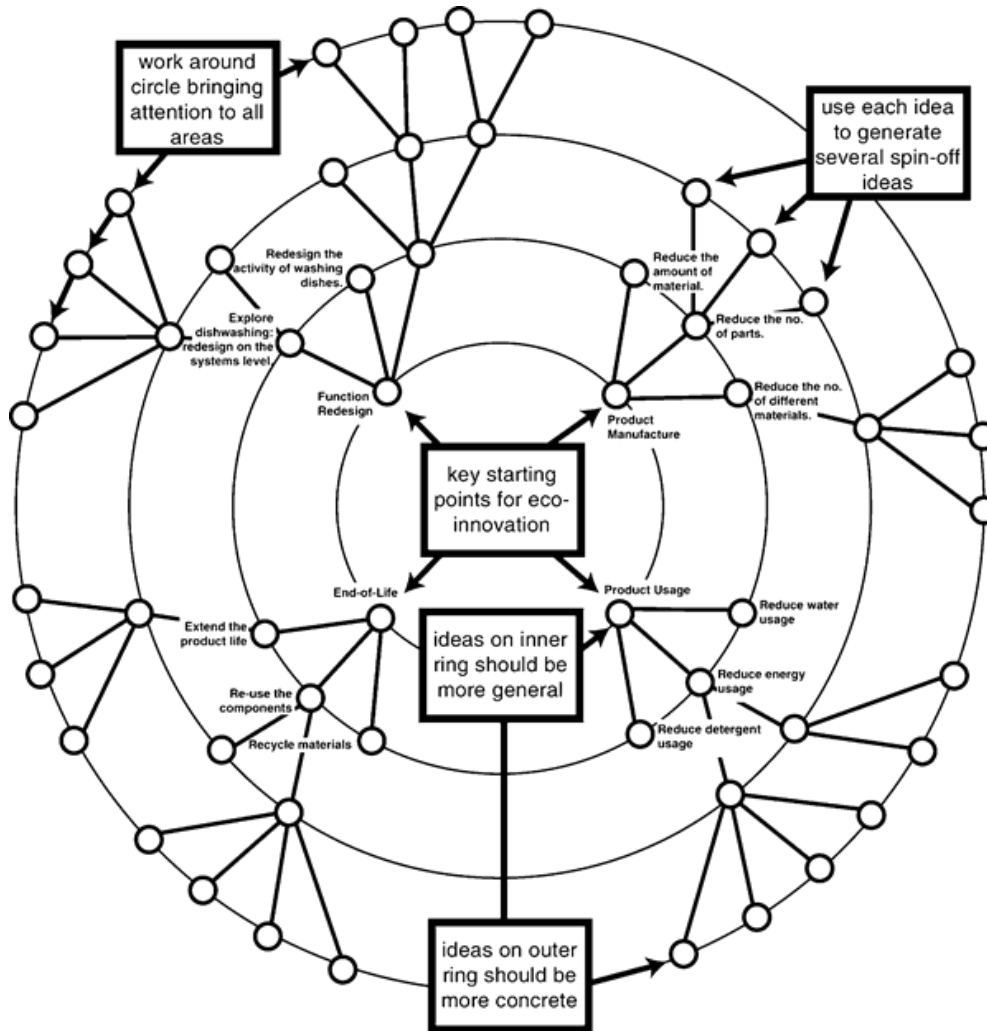 work around
circle bringing
attention to all
areas
use each idea
to generate
several spin-off
ideas
Redesign the
activity of washing
dishes.
Reduce the
amount of
material.
Explore
dishwashing:
redesign on the
systems level.
Reduce the no.
of parts.
Function
Redesign
Reduce the no.
of different
materials.
Product
Manufacture
key starting
points for eco-
innovation
End-of-Life
Product Usage
Extend the
product life
ideas on inner
ring should be
more general
Reduce water
usage
Re-use the
components
Reduce energy
usage
Recycle materials
Reduce detergent
usage
ideas on outer
ring should be
more concrete